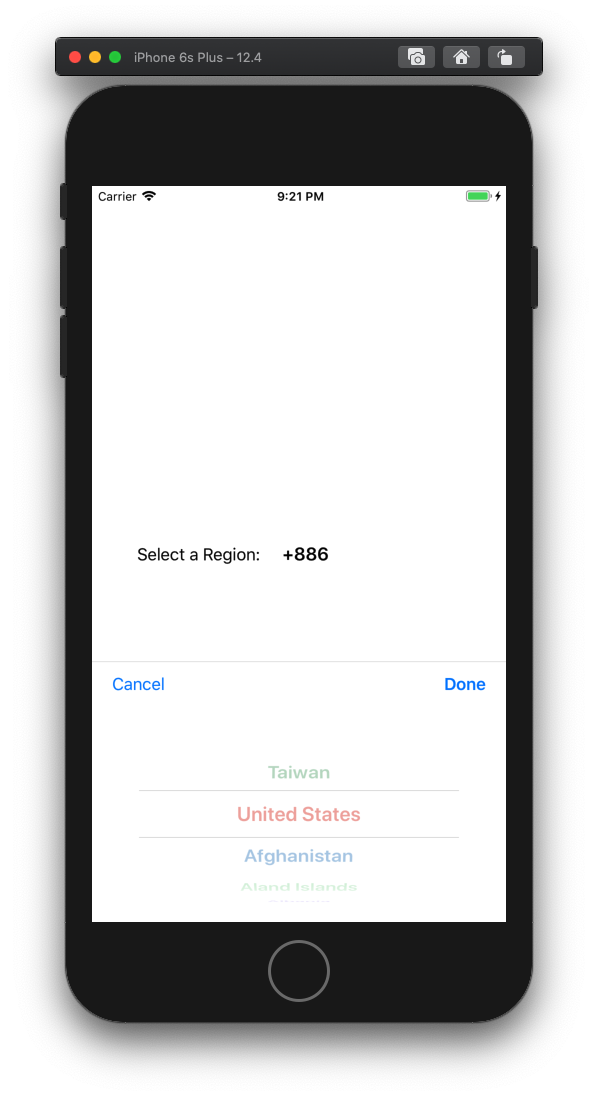 iPhone 6s Plus – 12.4
Carrier 9:21 PM
Select a Region: +886
Cancel Done
Taiwan
United States
Afghanistan
Aland Islands